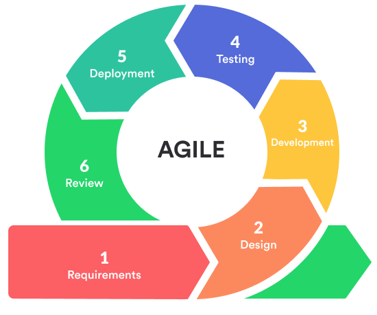 AGILE
1
Requirements
2
Design
3
Development
4
Testing
5
Deployment
6
Review